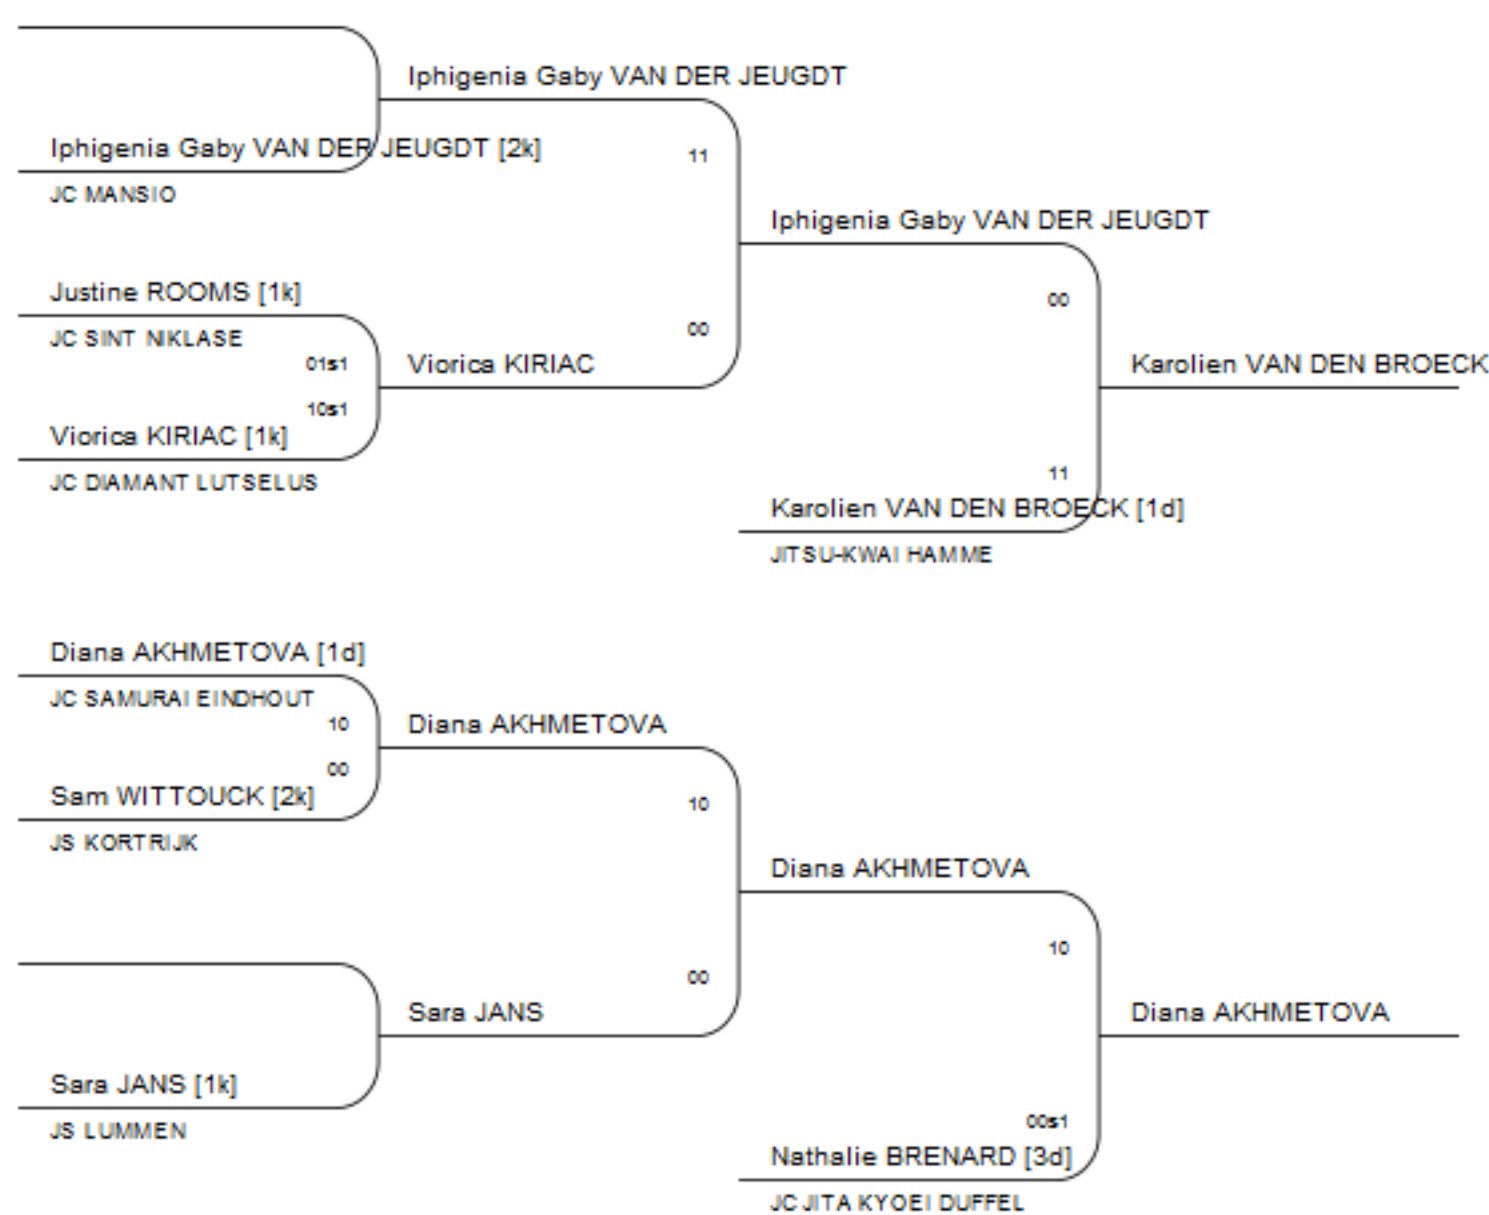 Iphigenia Gaby VAN DER JEUGDT
Iphigenia Gaby VAN DER JEUGDT [2k]
11
JC MANSIO
Iphigenia Gaby VAN DER JEUGDT
Justine ROOMS [1k]
00
JC SINT NIKLASE
00
01s1
Viorica KIRIAC
Karolien VAN DEN BROECK
10s1
Viorica KIRIAC [1k]
11
JC DIAMANT LUTSELUS
Karolien VAN DEN BROECK [1d]
JITSU-KWAI HAMME
Diana AKHMETOVA [1d]
JC SAMURAI EINDHOUT
10
Diana AKHMETOVA
00
Sam WITTOUCK [2k]
10
JS KORTRIJK
Diana AKHMETOVA
10
00
Sara JANS
Diana AKHMETOVA
Sara JANS [1k]
00s1
JS LUMMEN
Nathalie BRENARD [3d]
JC JITA KYOEI DUFFEL